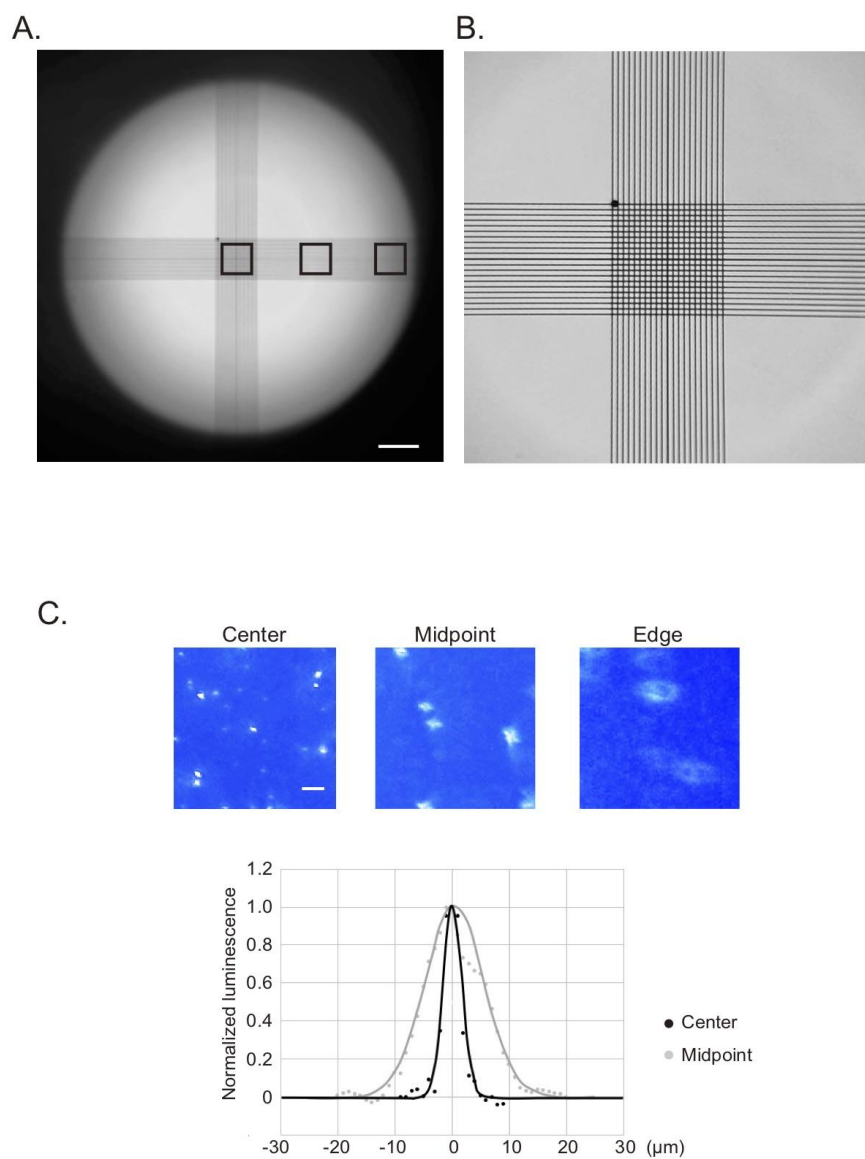 A.
B.
C.
Center
Midpoint
Edge
Normalized luminescence
1.2
1.0
0.8
0.6
0.4
0.2
0
-30
-20
-10
0
10
20
30
(μm)
Center
Midpoint